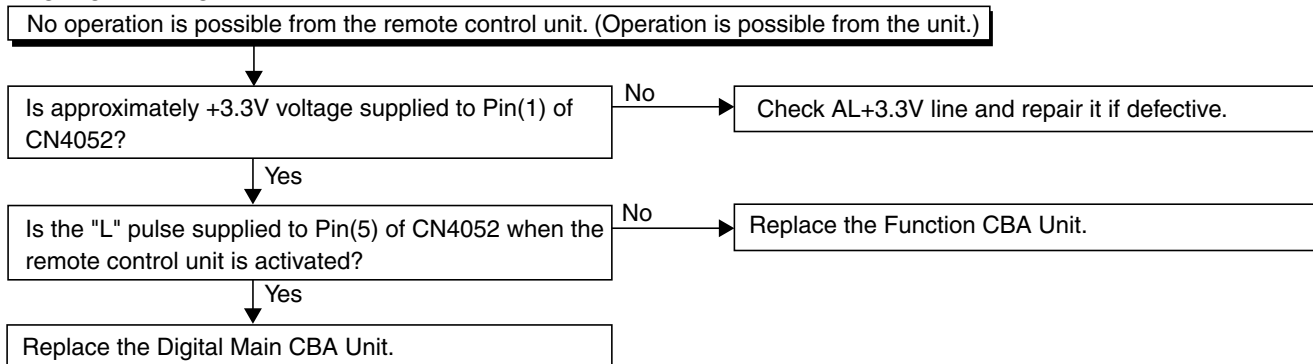 No operation is possible from the remote control unit. (Operation is possible from the unit.)
Is approximately +3.3V voltage supplied to Pin(1) of
CN4052?
No
Check AL+3.3V line and repair it if defective.
Yes
Is the "L" pulse supplied to Pin(5) of CN4052 when the
remote control unit is activated?
No
Replace the Function CBA Unit.
Yes
Replace the Digital Main CBA Unit.